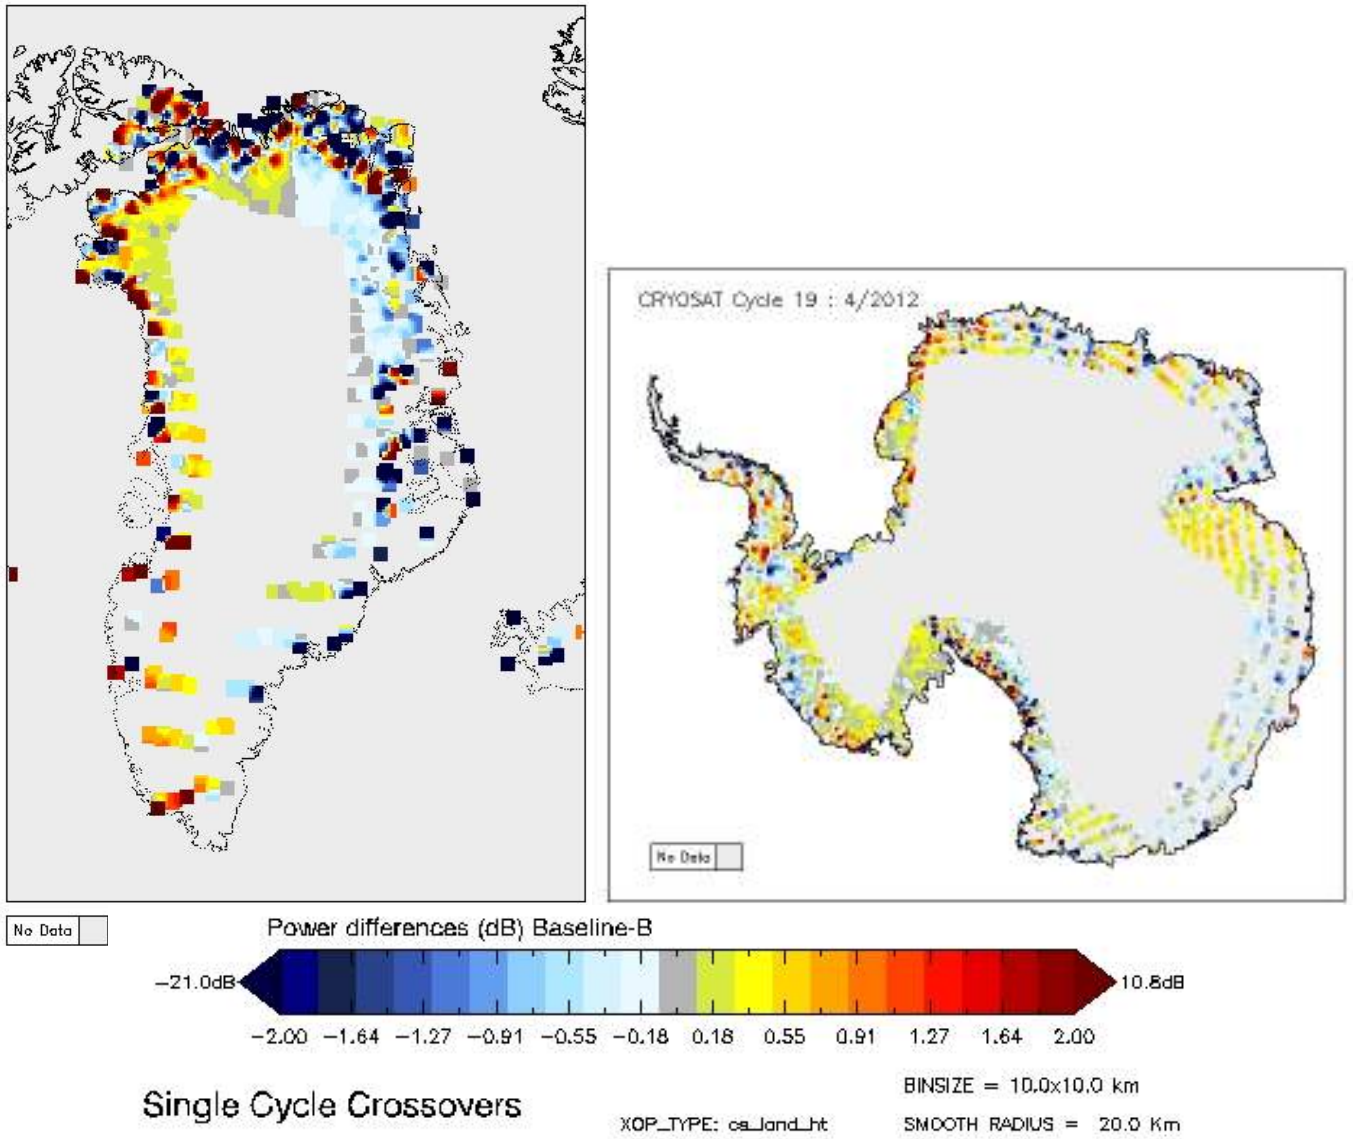 CRYOSAT Cycle 19 : 4/2012
No Data
No Data
Power differences (dB) Baseline-B
-21.0dB
10.8dB
-2.00 -1.64 -1.27 -0.91 -0.55 -0.18 0.18 0.55 0.91 1.27 1.64 2.00
BINSIZE = 10.0x10.0 km
Single Cycle Crossovers
XOP_TYPE: cs_land_ht
SMOOTH RADIUS = 20.0 Km